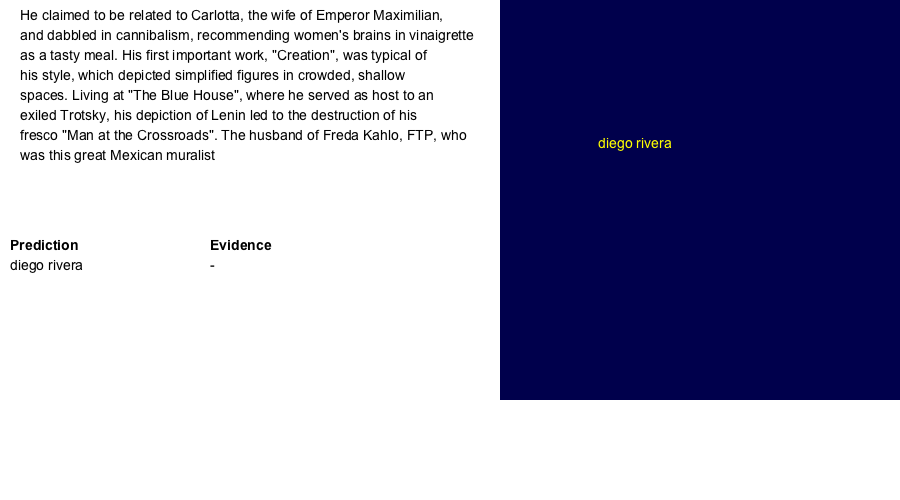 He claimed to be related to Carlotta, the wife of Emperor Maximilian,
and dabbled in cannibalism, recommending women's brains in vinaigrette
as a tasty meal. His first important work, "Creation", was typical of
his style, which depicted simplified figures in crowded, shallow
spaces. Living at "The Blue House", where he served as host to an
exiled Trotsky, his depiction of Lenin led to the destruction of his
fresco "Man at the Crossroads". The husband of Freda Kahlo, FTP, who
was this great Mexican muralist
diego rivera
Prediction Evidence
diego rivera -